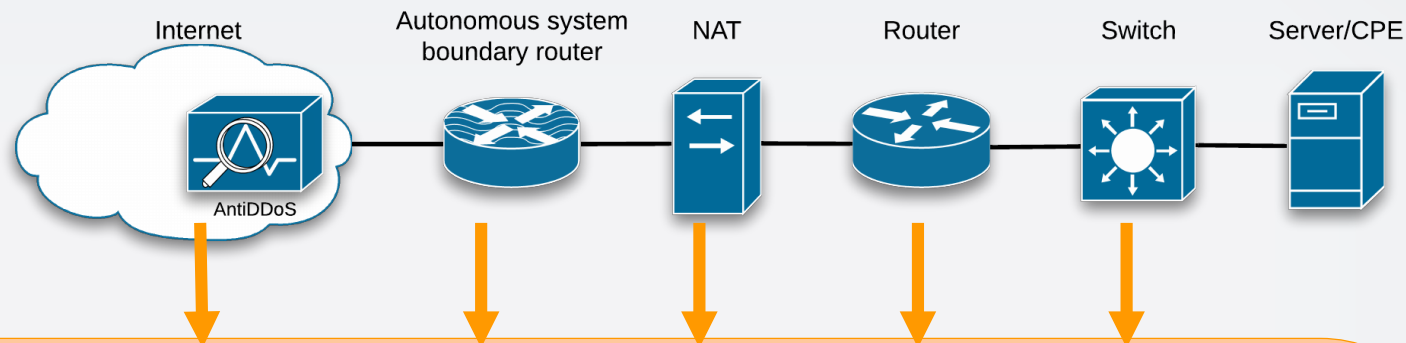 Internet
Autonomous system
boundary router
NAT
Router
Switch
Server/CPE
AntiDDoS